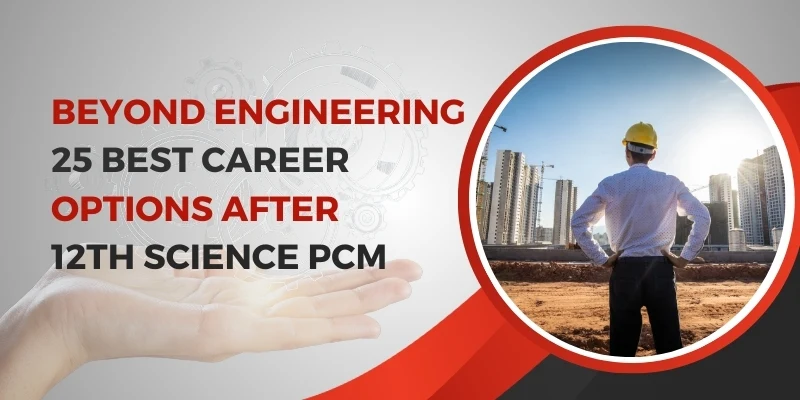 BEYOND ENGINEERING
25 BEST CAREER
OPTIONS AFTER
12TH SCIENCE PCM